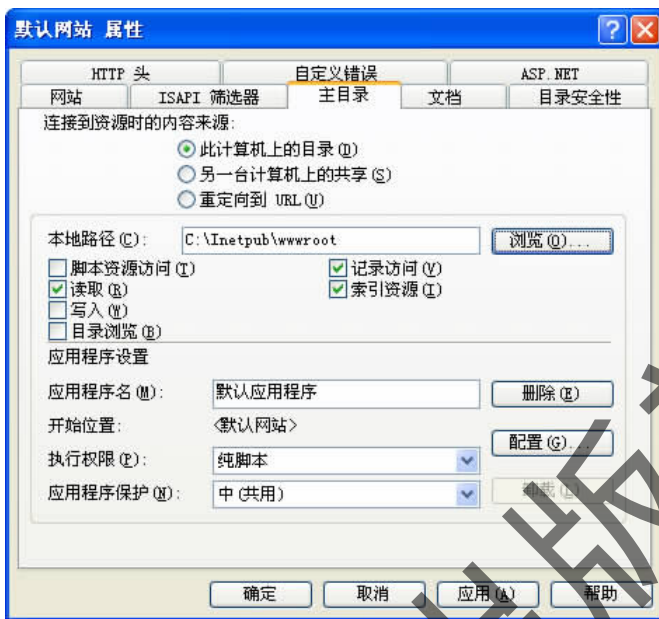 默认网站 属性
HTTP 头 自定义错误 ASP.NET
网站 ISAPI 筛选器 主目录 文档 目录安全性
连接到资源时的内容来源:
此计算机上的目录(D)
另一台计算机上的共享(S)
重定向到 URL(U)
本地路径(C): C:\Inetpub\wwwroot 浏览(O)...
脚本资源访问(T) 记录访问(V)
读取(R) 索引资源(I)
写入(W)
目录浏览(B)
应用程序设置
应用程序名(M): 默认应用程序 删除(E)
开始位置: <默认网站>
配置(G)...
执行权限(P): 纯脚本
应用程序保护(N): 中(共用) 卸载(L)
确定 取消 应用(A) 帮助